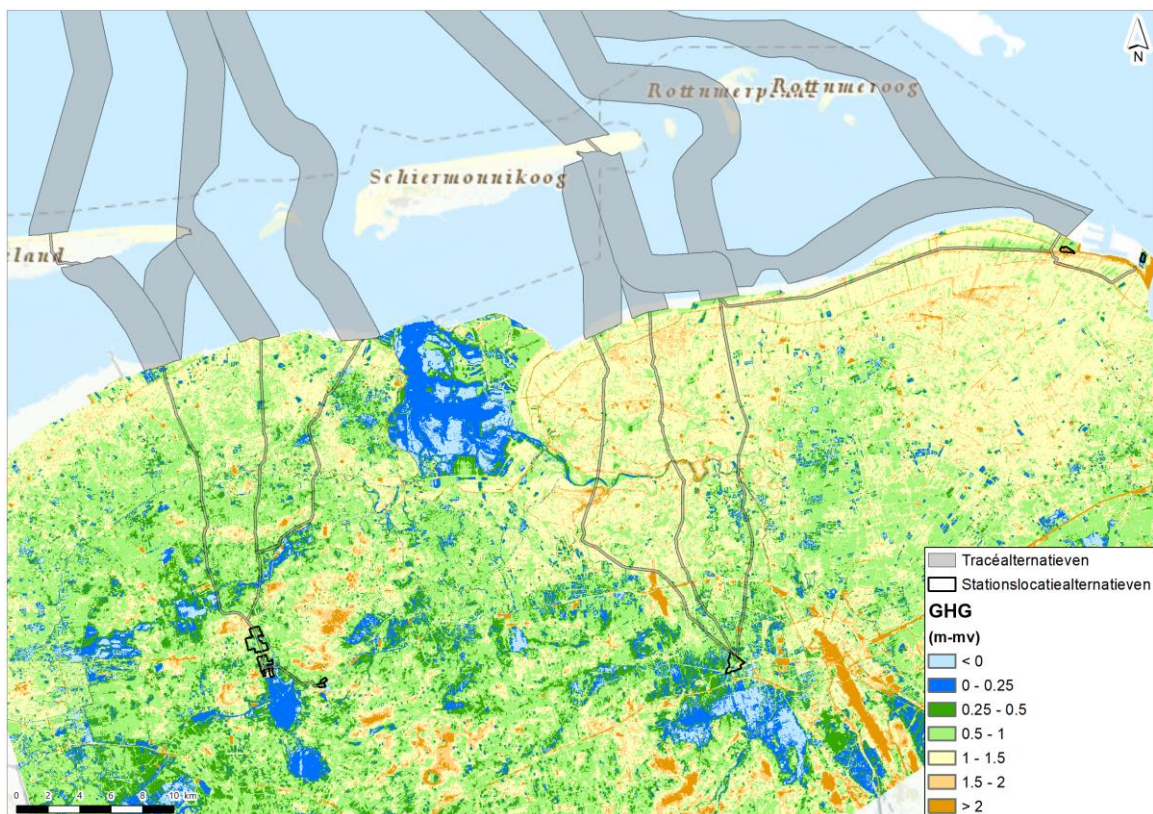 N
Rottumeroog
Schiermonnikoog
eland
Tracéalternatieven
Stationslocatiealternatieven
GHG
(m-mv)
< 0
0 - 0.25
0.25 - 0.5
0.5 - 1
1 - 1.5
1.5 - 2
> 2
0 2 4 6 8 10 km